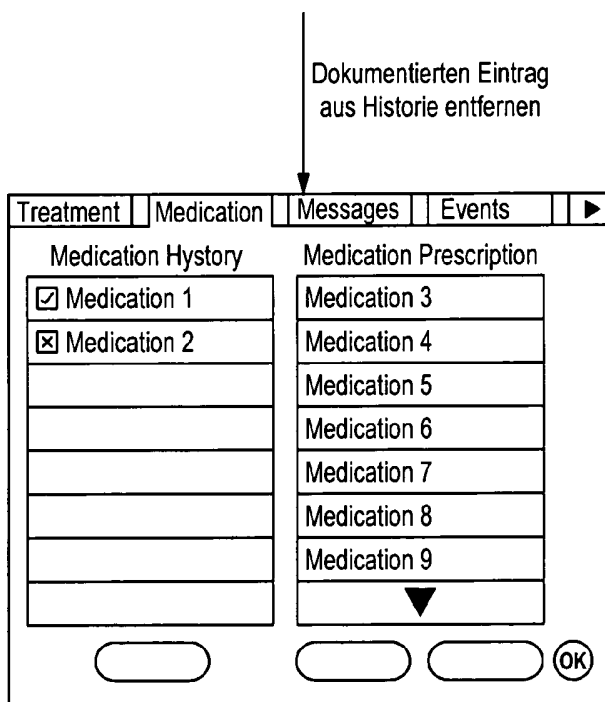 Dokumentierten Eintrag
aus Historie entfernen
Treatment Medication Messages Events
Medication Hystory Medication Prescription
Medication 1 Medication 3
Medication 2 Medication 4
Medication 5
Medication 6
Medication 7
Medication 8
Medication 9
OK